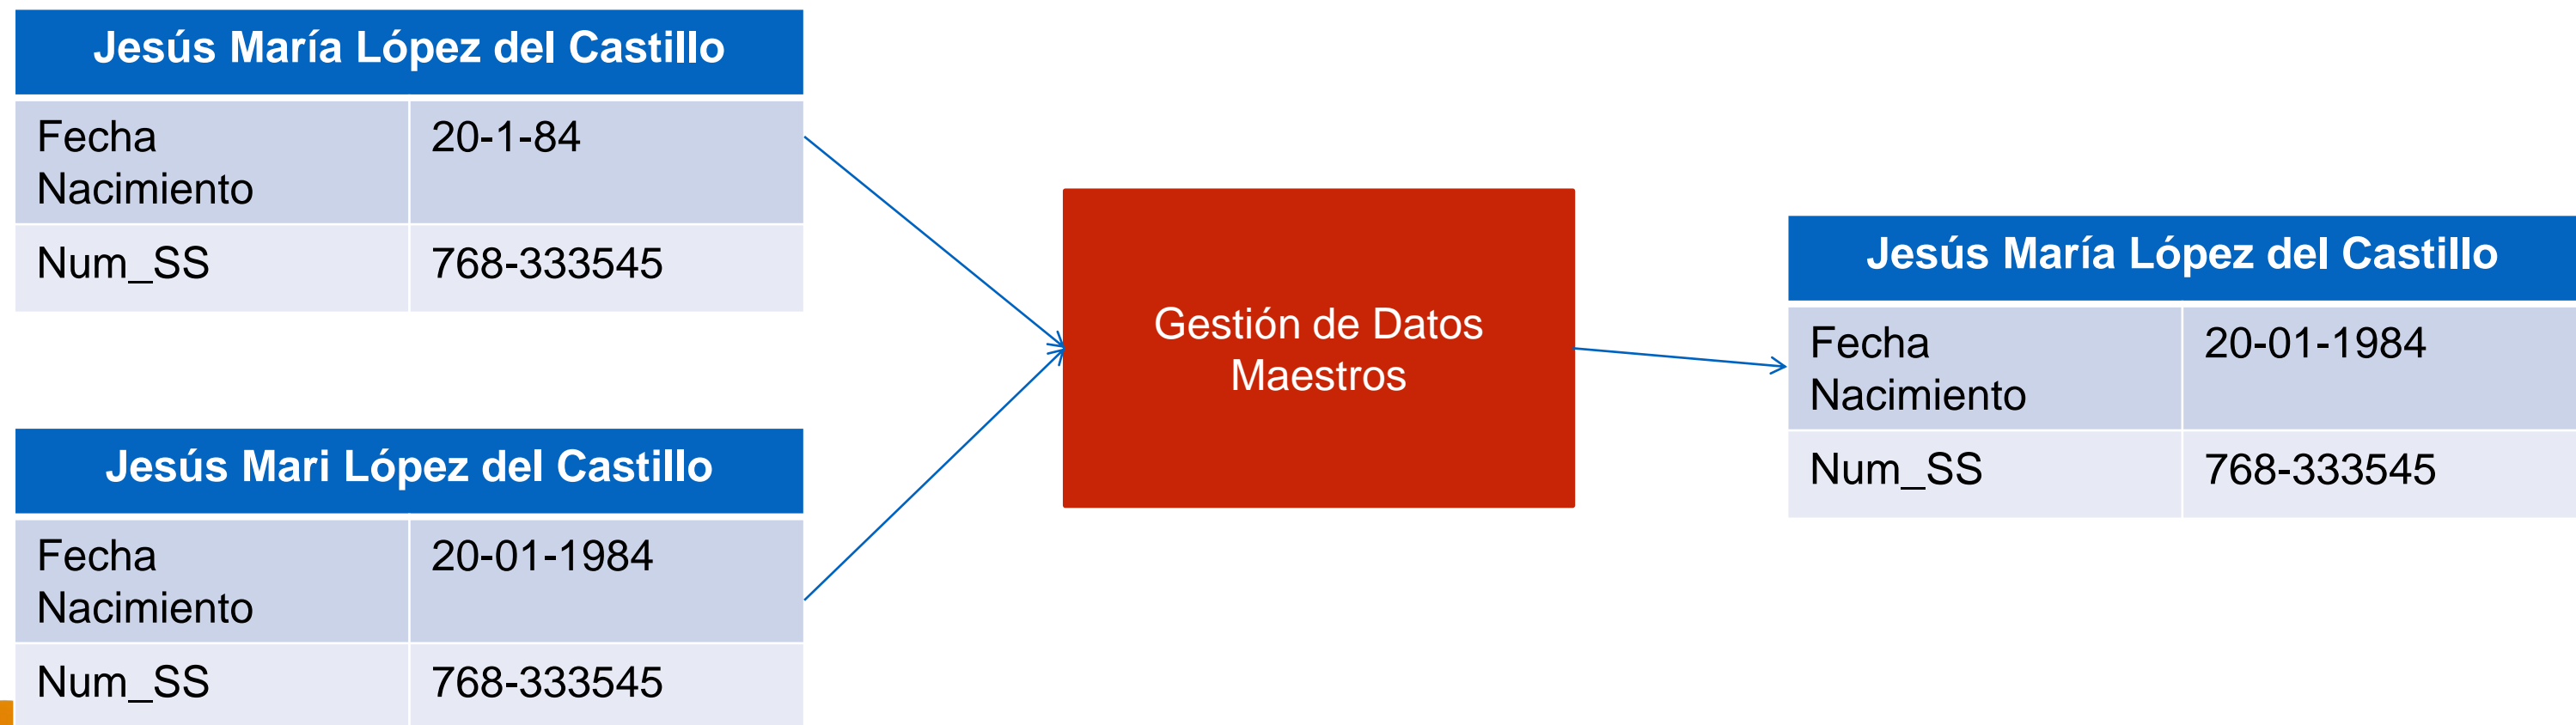 Jesús María López del Castillo
Fecha
Nacimiento
20-1-84
Num_SS
768-333545
Jesús Mari López del Castillo
Fecha
Nacimiento
20-01-1984
Num_SS
768-333545
Gestión de Datos
Maestros
Jesús María López del Castillo
Fecha
Nacimiento
20-01-1984
Num_SS
768-333545